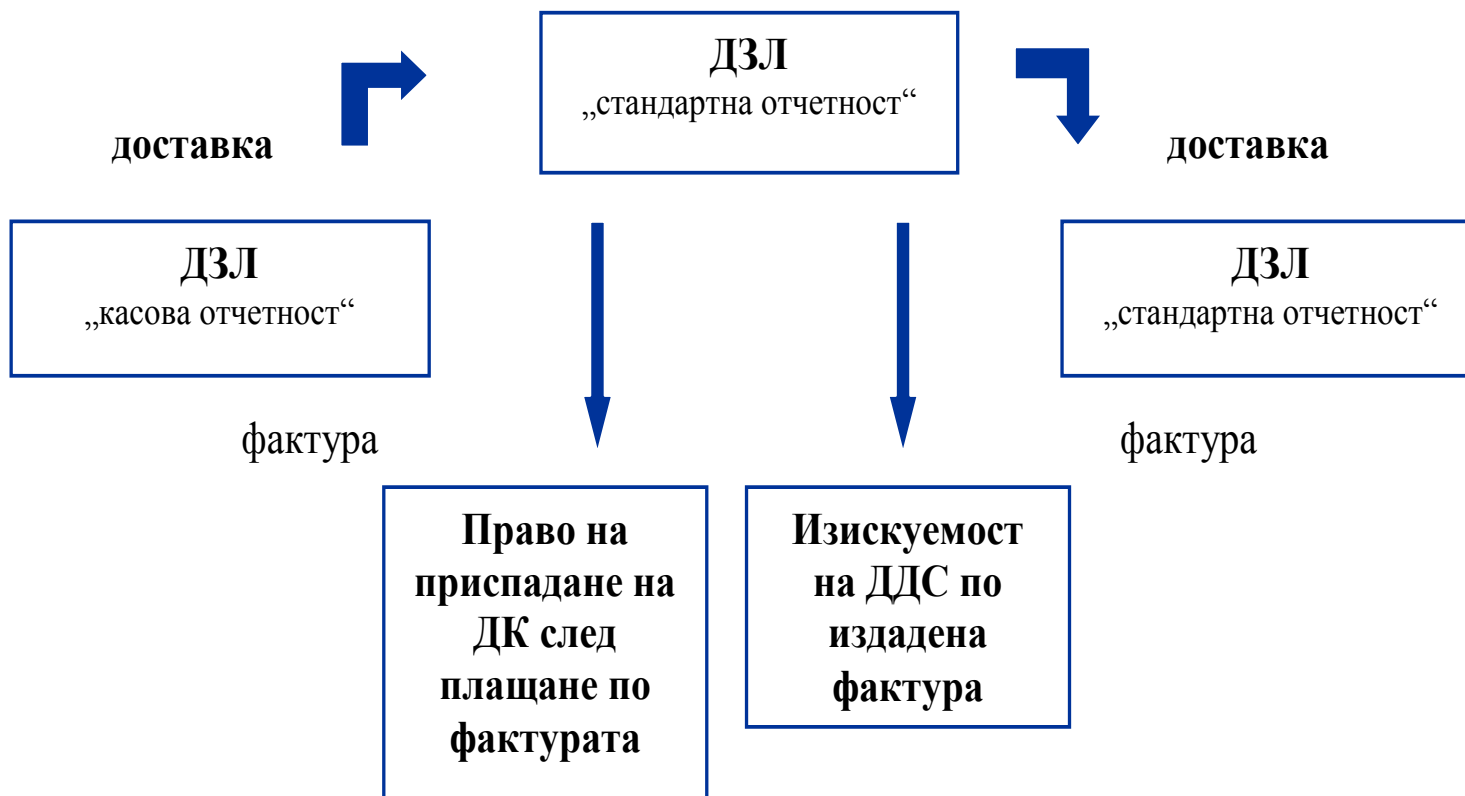 ДЗЛ
„стандартна отчетност“
доставка
доставка
ДЗЛ
„касова отчетност“
ДЗЛ
„стандартна отчетност“
фактура
фактура
Право на
приспадане на
ДК след
плащане по
фактурата
Изискуемост
на ДДС по
издадена
фактура